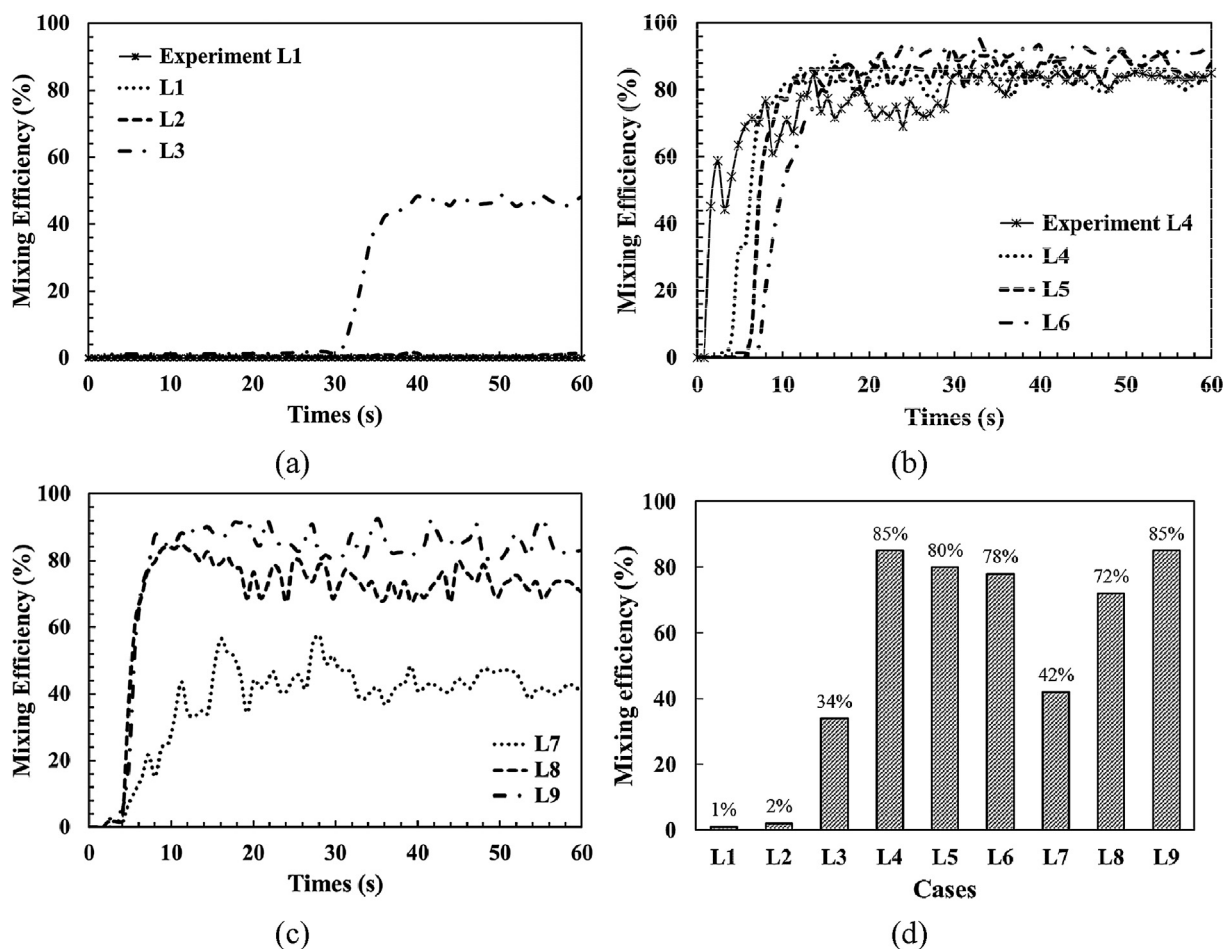 100
80
60
40
20
0
Mixing Efficiency (%)
Experiment L1
L1
L2
L3
0 10 20 30 40 50 60
Times (s)
(a)
100
80
60
40
20
0
Mixing Efficiency (%)
Experiment L4
L4
L5
L6
0 10 20 30 40 50 60
Times (s)
(b)
100
80
60
40
20
0
Mixing Efficiency (%)
L7
L8
L9
0 10 20 30 40 50 60
Times (s)
(c)
100
80
60
40
20
0
Mixing efficiency (%)
1% 2% 34% 85% 80% 78% 42% 72% 85%
L1 L2 L3 L4 L5 L6 L7 L8 L9
Cases
(d)